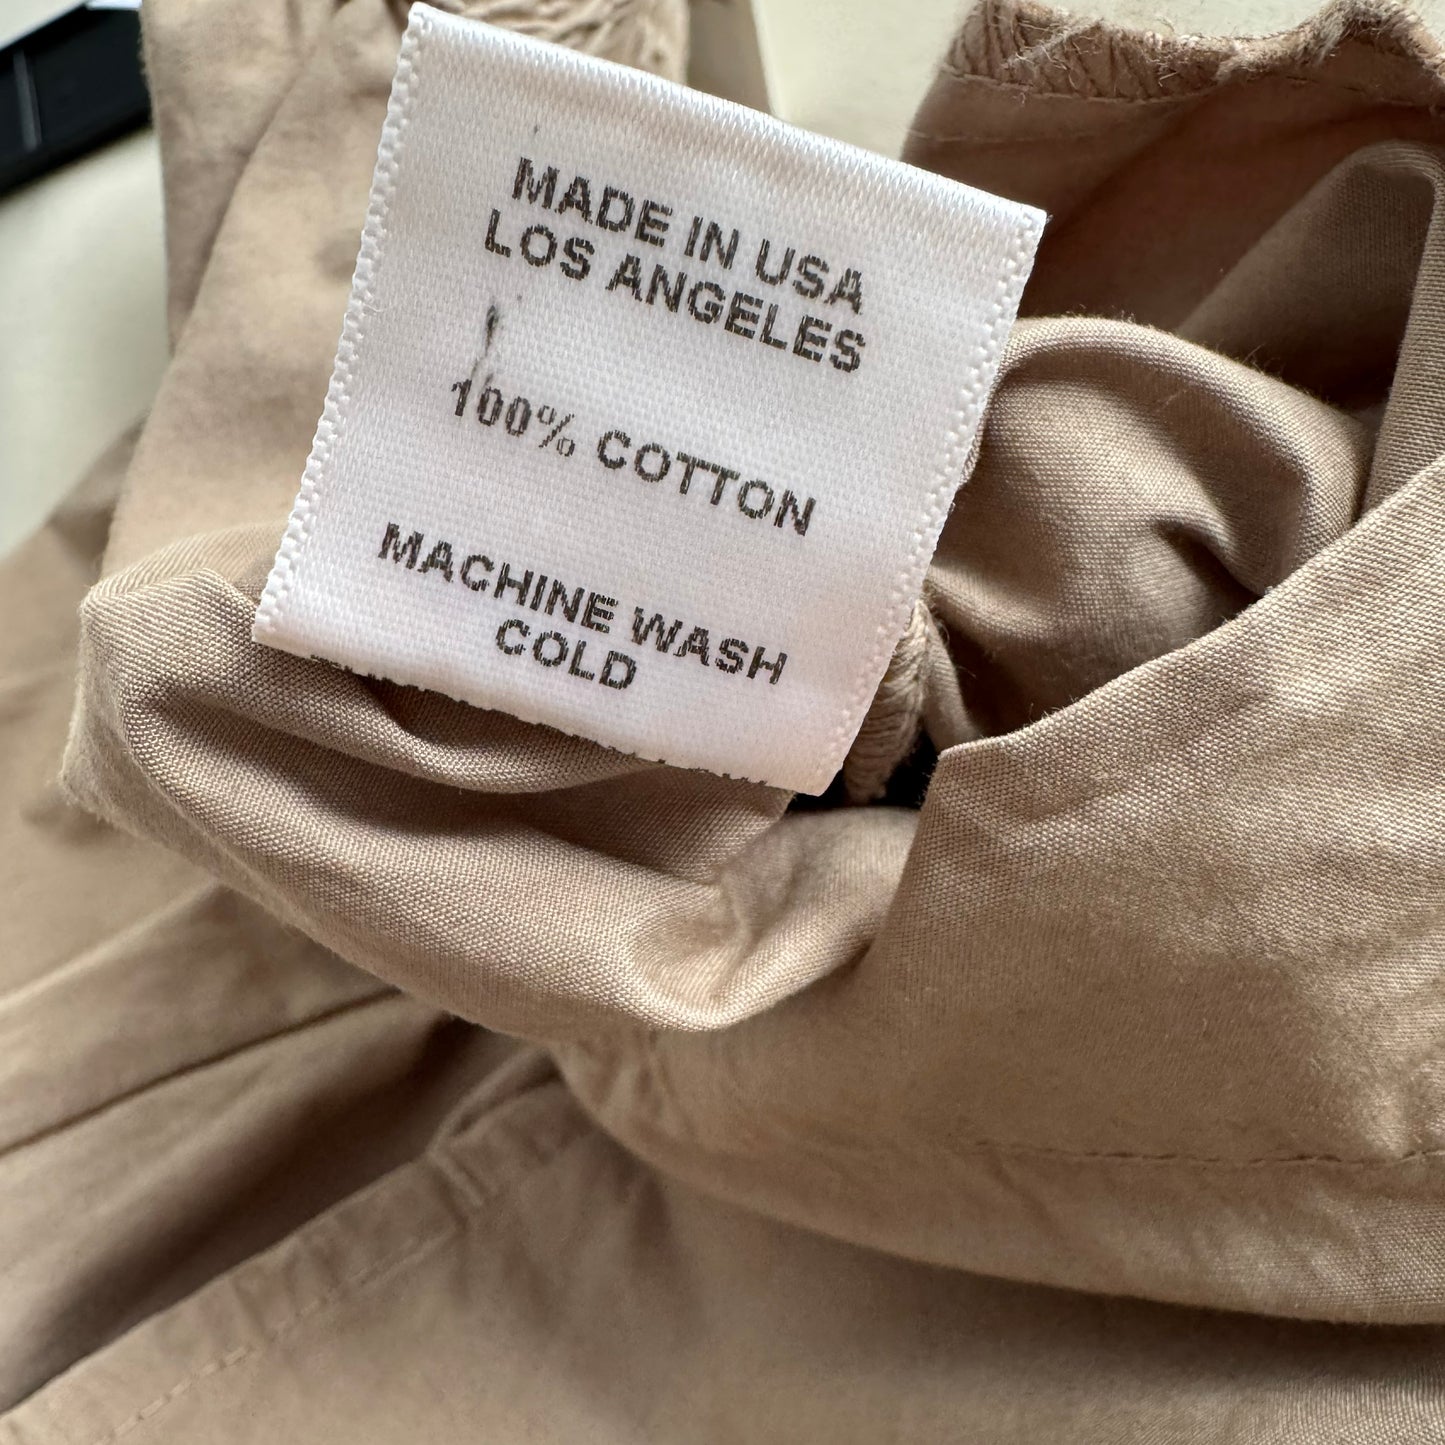 MADE IN USA
LOS ANGELES
100% COTTON
MACHINE WASH
COLD